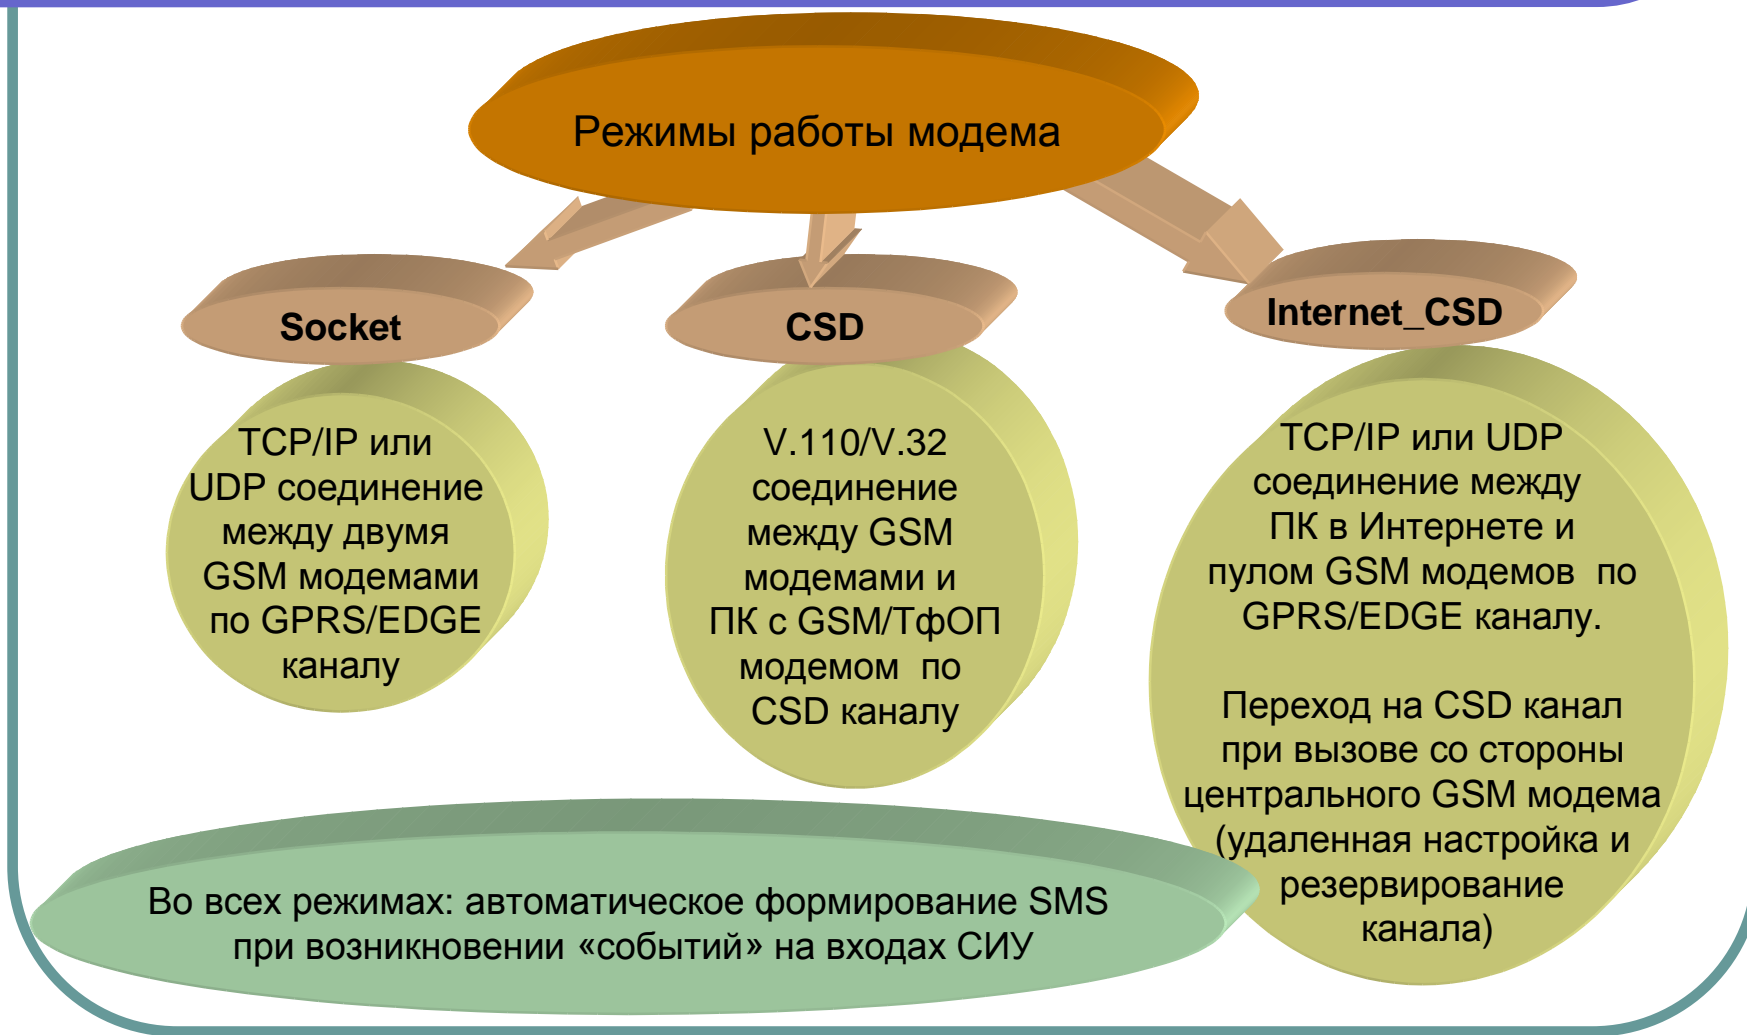 Режимы работы модема
Socket
TCP/IP или
UDP соединение
между двумя
GSM модемами
по GPRS/EDGE
каналу
CSD
V.110/V.32
соединение
между GSM
модемами и
ПК с GSM/ТфОП
модемом по
CSD каналу
Internet_CSD
TCP/IP или UDP
соединение между
ПК в Интернете и
пулом GSM модемов по
GPRS/EDGE каналу.
Переход на CSD канал
при вызове со стороны
центрального GSM модема
(удаленная настройка и
резервирование
канала)
Во всех режимах: автоматическое формирование SMS
при возникновении «событий» на входах СИУ